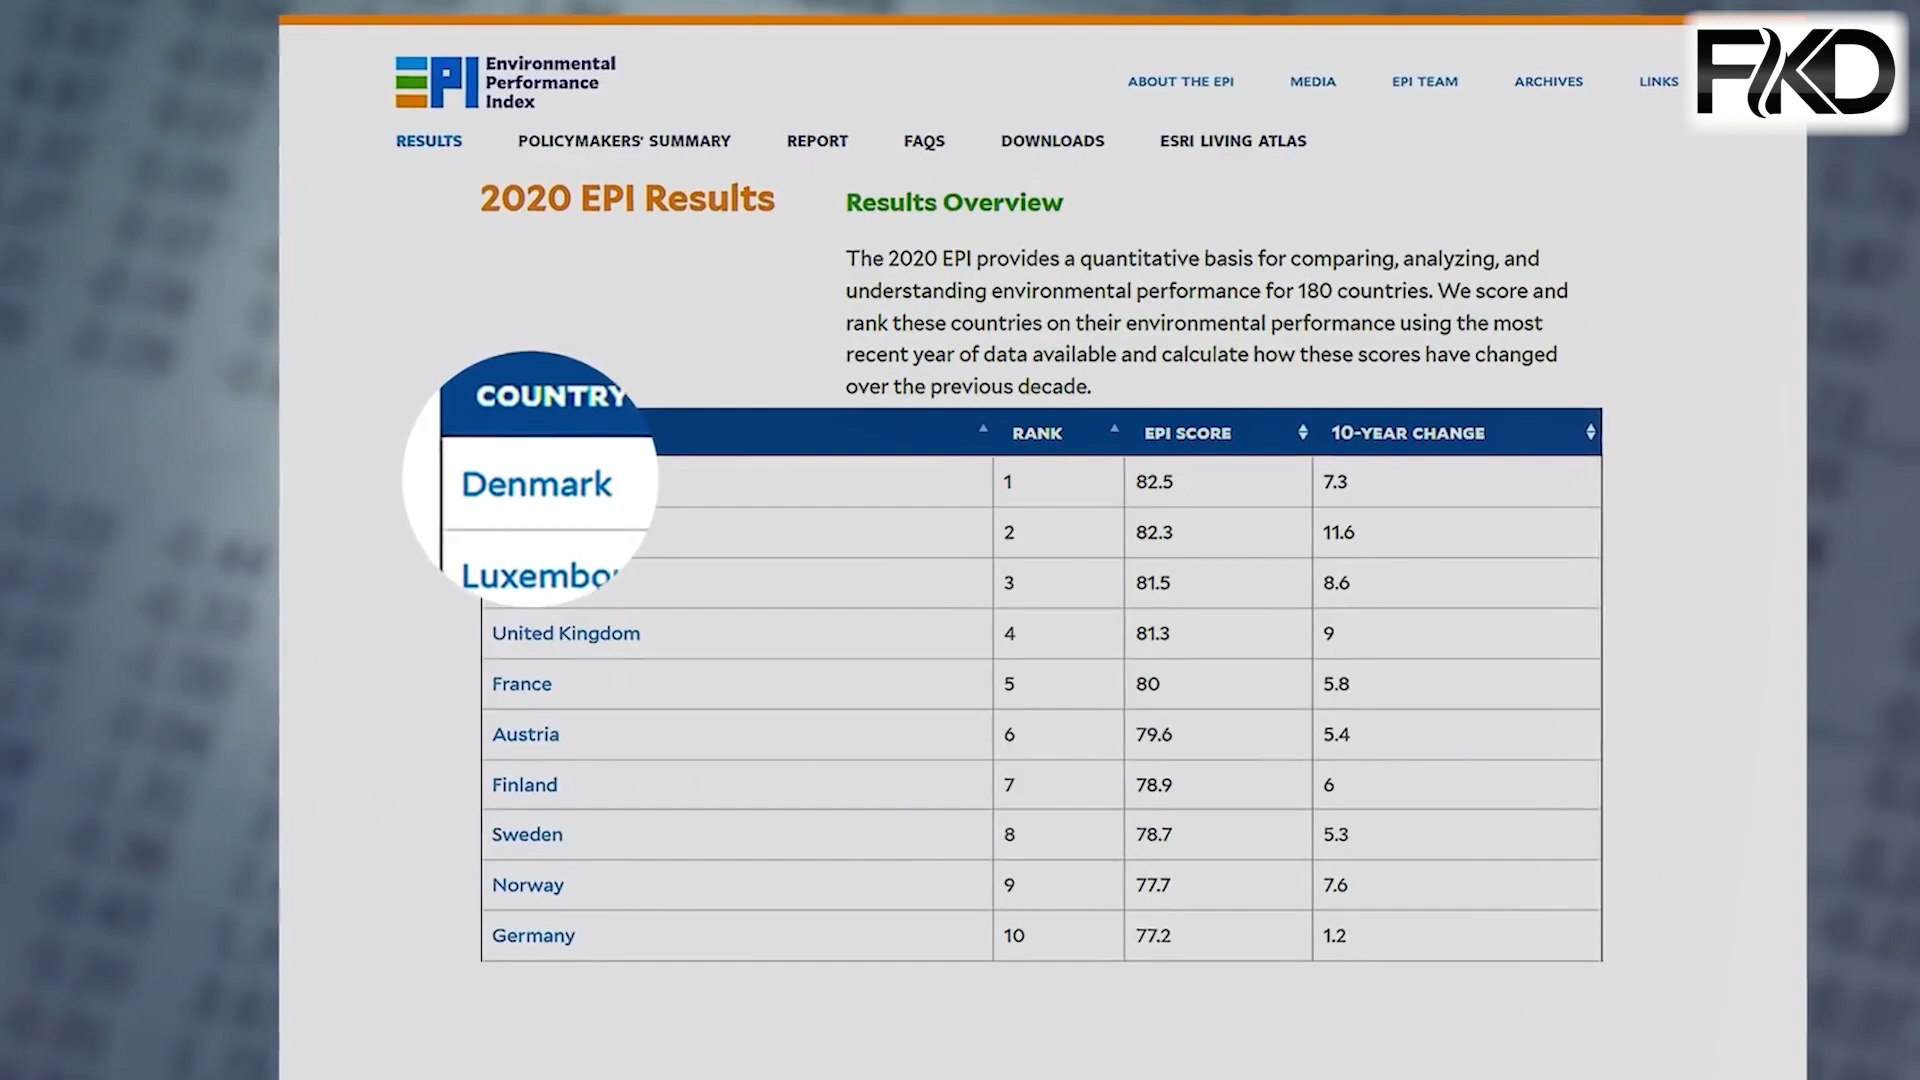 FKD
EPI Environmental
Performance
Index
ABOUT THE EPI MEDIA EPI TEAM ARCHIVES LINKS
RESULTS POLICYMAKERS' SUMMARY REPORT FAQS DOWNLOADS ESRI LIVING ATLAS
2020 EPI Results
Results Overview
The 2020 EPI provides a quantitative basis for comparing, analyzing, and
understanding environmental performance for 180 countries. We score and
rank these countries on their environmental performance using the most
recent year of data available and calculate how these scores have changed
over the previous decade.
COUNTRY RANK EPI SCORE 10-YEAR CHANGE
Denmark 1 82.5 7.3
2 82.3 11.6
Luxembo 3 81.5 8.6
United Kingdom 4 81.3 9
France 5 80 5.8
Austria 6 79.6 5.4
Finland 7 78.9 6
Sweden 8 78.7 5.3
Norway 9 77.7 7.6
Germany 10 77.2 1.2